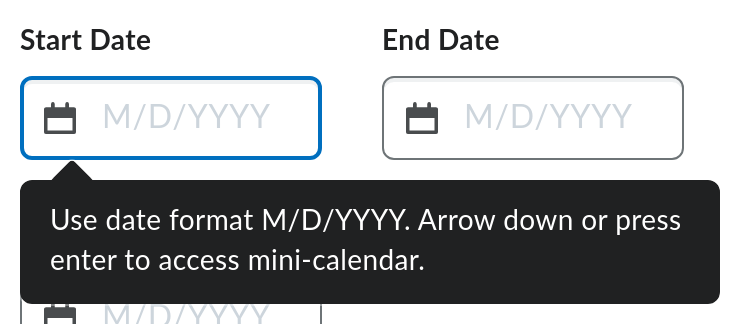 Start Date
End Date
M/D/YYYY
M/D/YYYY
Use date format M/D/YYYY. Arrow down or press
enter to access mini-calendar.
M/D/YYYY